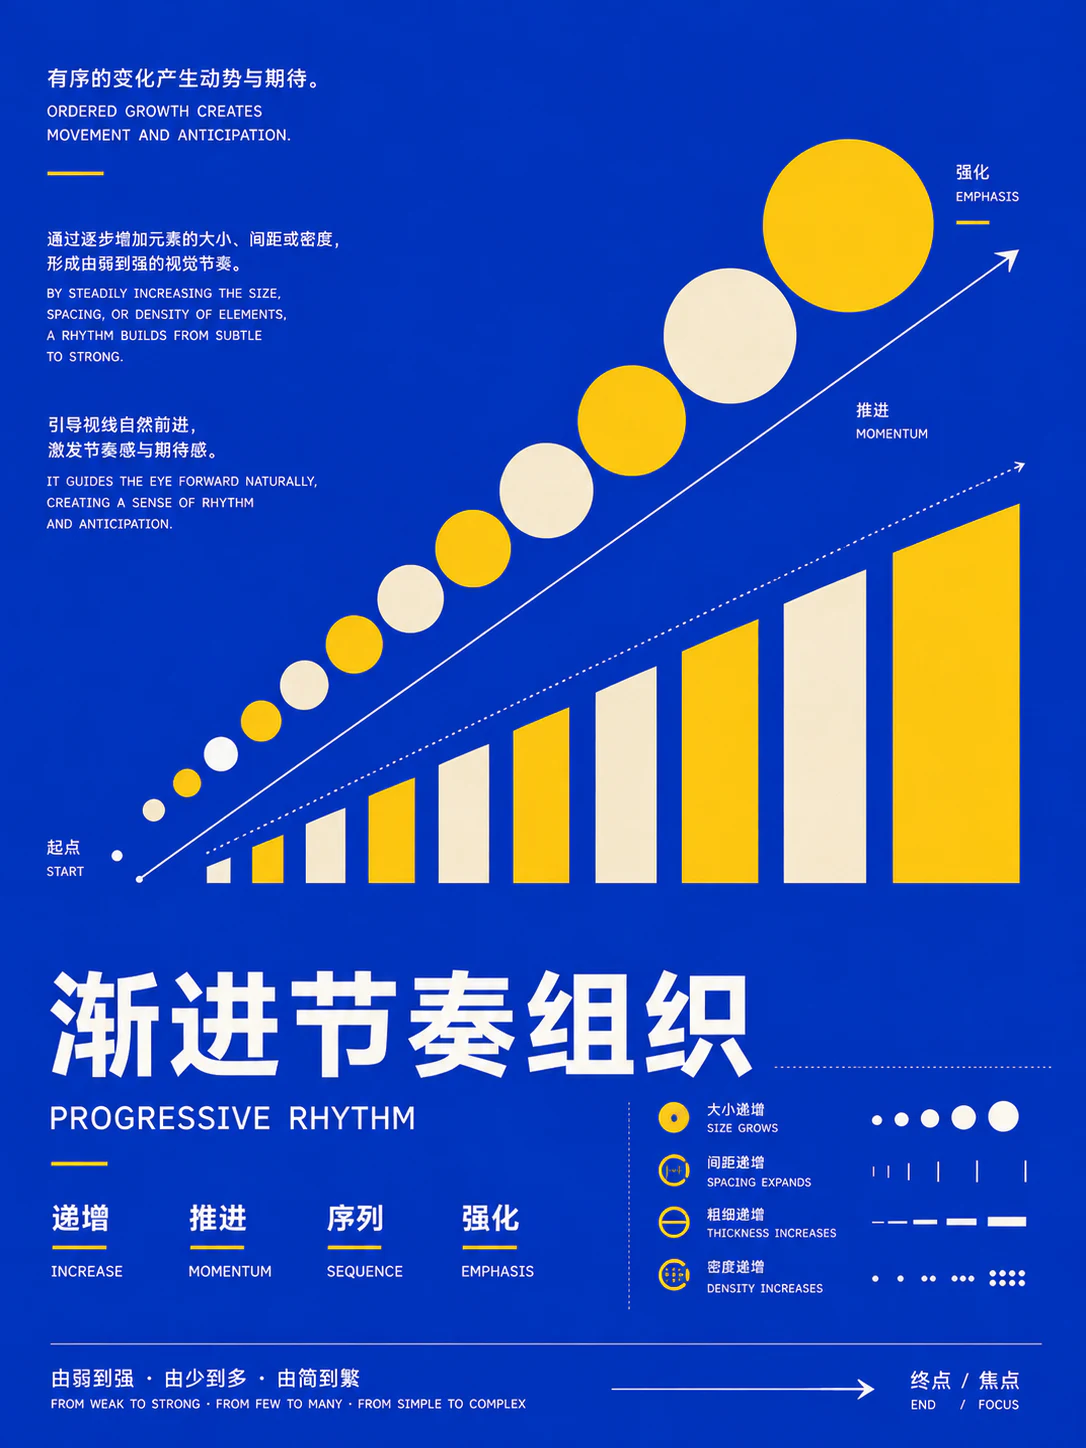 有序的变化产生动势与期待。
ORDERED GROWTH CREATES
MOVEMENT AND ANTICIPATION.
通过逐步增加元素的大小、间距或密度，
形成由弱到强的视觉节奏。
BY STEADILY INCREASING THE SIZE,
SPACING, OR DENSITY OF ELEMENTS,
A RHYTHM BUILDS FROM SUBTLE
TO STRONG.
引导视线自然前进，
激发节奏感与期待感。
IT GUIDES THE EYE FORWARD NATURALLY,
CREATING A SENSE OF RHYTHM
AND ANTICIPATION.
强化
EMPHASIS
推进
MOMENTUM
起点
START
渐进节奏组织
PROGRESSIVE RHYTHM
递增
INCREASE
推进
MOMENTUM
序列
SEQUENCE
强化
EMPHASIS
大小递增
SIZE GROWS
间距递增
SPACING EXPANDS
粗细递增
THICKNESS INCREASES
密度递增
DENSITY INCREASES
由弱到强 · 由少到多 · 由简到繁
FROM WEAK TO STRONG · FROM FEW TO MANY · FROM SIMPLE TO COMPLEX
终点 / 焦点
END / FOCUS